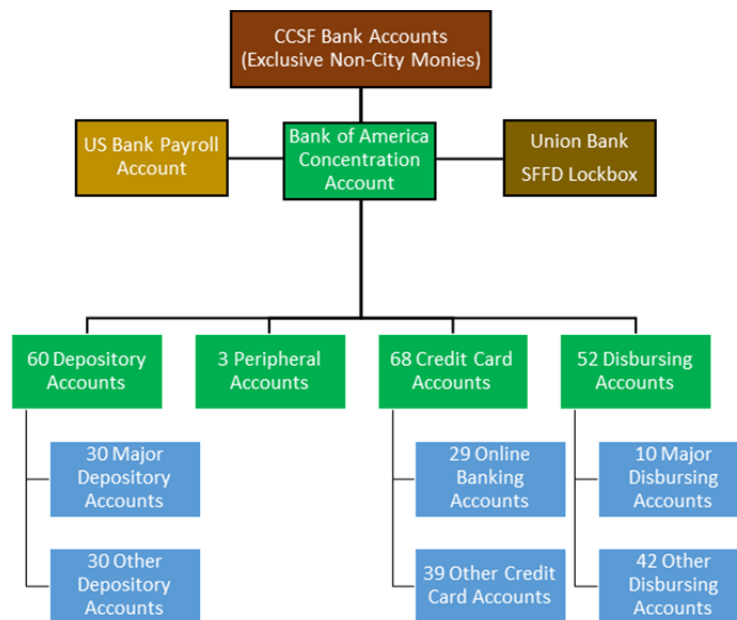 CCSF Bank Accounts
(Exclusive Non-City Monies)
US Bank Payroll
Account
Bank of America
Concentration
Account
Union Bank
SFFD Lockbox
60 Depository
Accounts
3 Peripheral
Accounts
68 Credit Card
Accounts
52 Disbursing
Accounts
30 Major
Depository
Accounts
29 Online
Banking
Accounts
10 Major
Disbursing
Accounts
30 Other
Depository
Accounts
39 Other Credit
Card Accounts
42 Other
Disbursing
Accounts